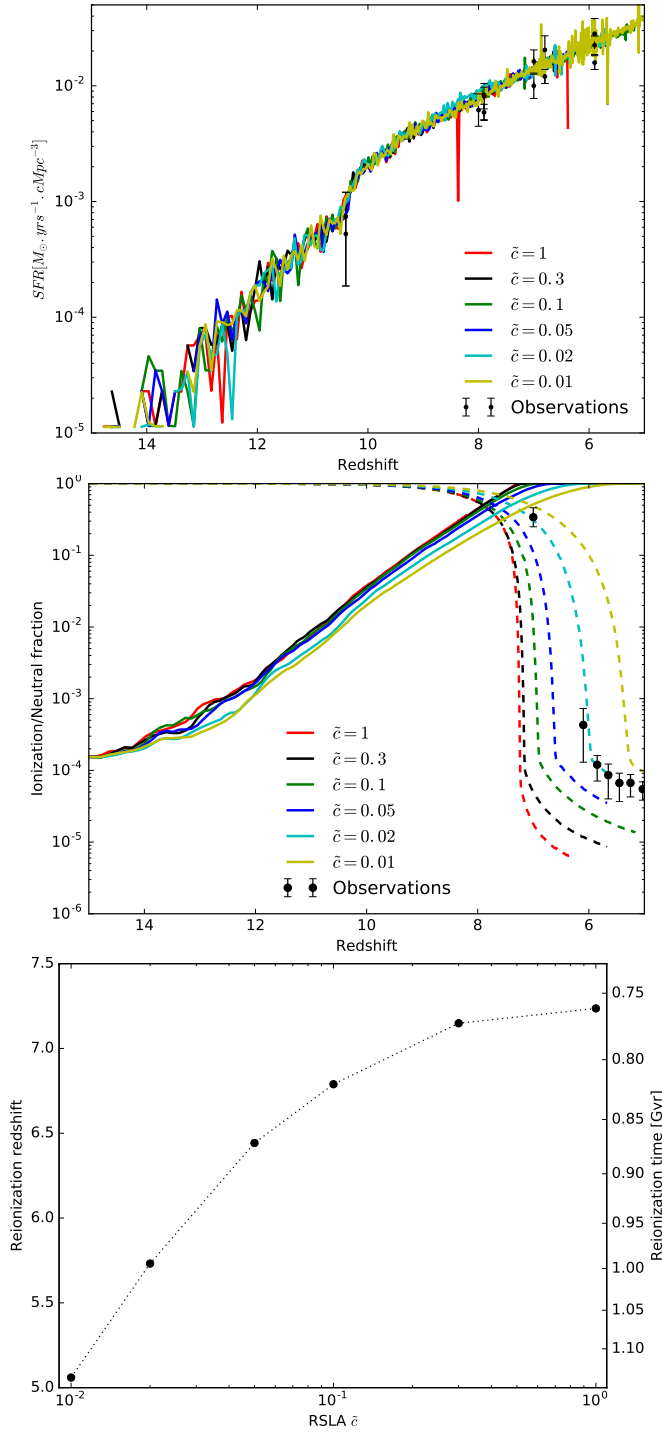 10⁻²
10⁻³
10⁻⁴
10⁻⁵
SFR[M⊙.yrs⁻¹.cMpc⁻³]
c̃ = 1
c̃ = 0.3
c̃ = 0.1
c̃ = 0.05
c̃ = 0.02
c̃ = 0.01
Observations
14 12 10 8 6
Redshift
10⁰
10⁻¹
10⁻²
10⁻³
10⁻⁴
10⁻⁵
10⁻⁶
Ionization/Neutral fraction
c̃ = 1
c̃ = 0.3
c̃ = 0.1
c̃ = 0.05
c̃ = 0.02
c̃ = 0.01
Observations
14 12 10 8 6
Redshift
7.5
7.0
6.5
6.0
5.5
5.0
Reionization redshift
0.75
0.80
0.85
0.90
0.95
1.00
1.05
1.10
Reionization time [Gyr]
10⁻² 10⁻¹ 10⁰
RSLA c̃